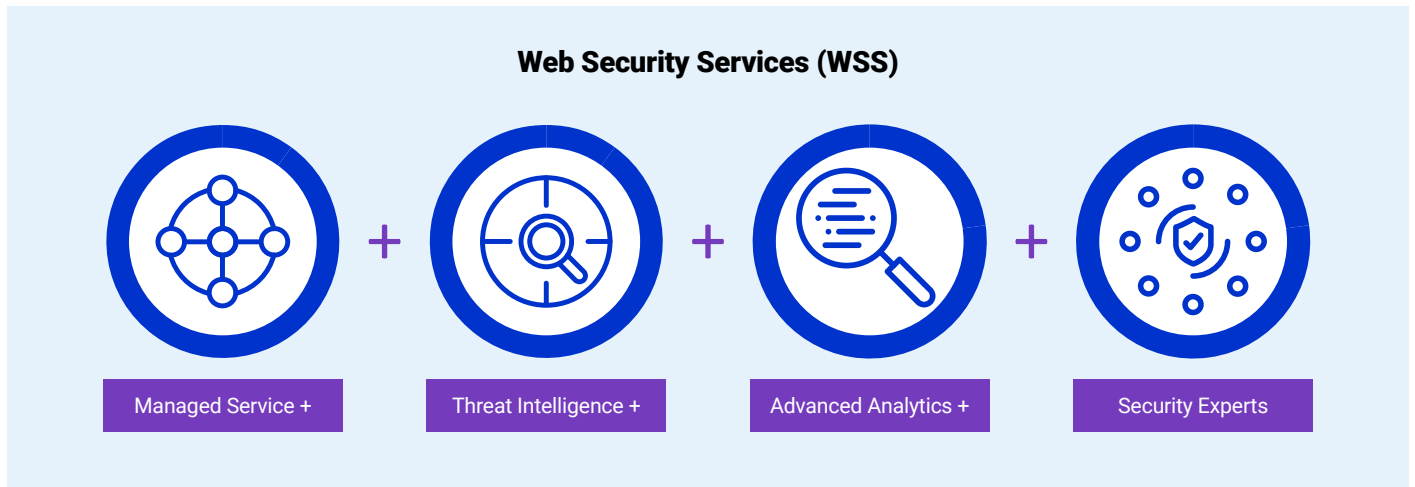 Web Security Services (WSS)
Managed Service +
Threat Intelligence +
Advanced Analytics +
Security Experts